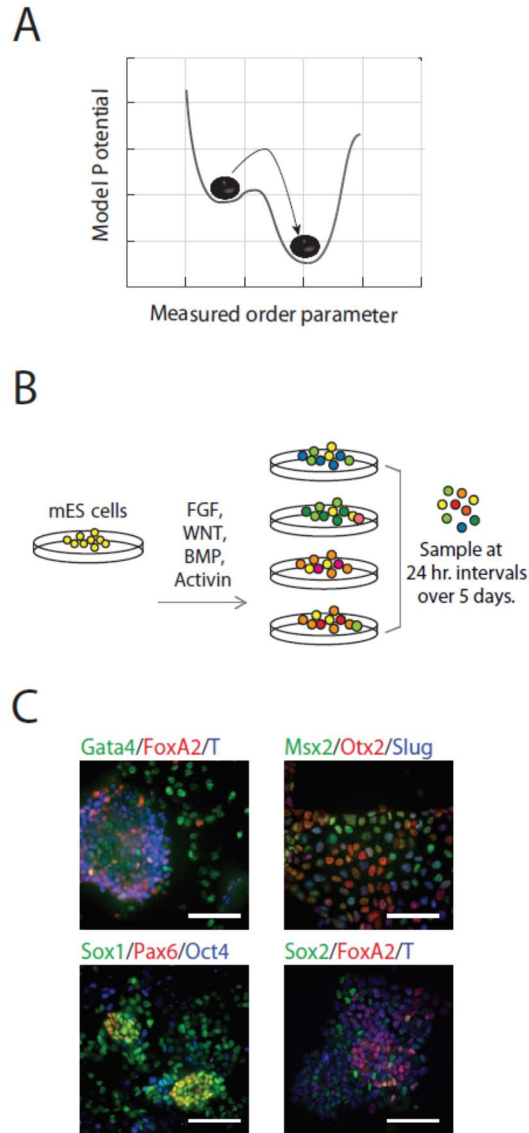 A
Model Potential
Measured order parameter
B
mES cells
FGF,
WNT,
BMP,
Activin
Sample at
24 hr. intervals
over 5 days.
C
Gata4/FoxA2/T
Msx2/Otx2/Slug
Sox1/Pax6/Oct4
Sox2/FoxA2/T